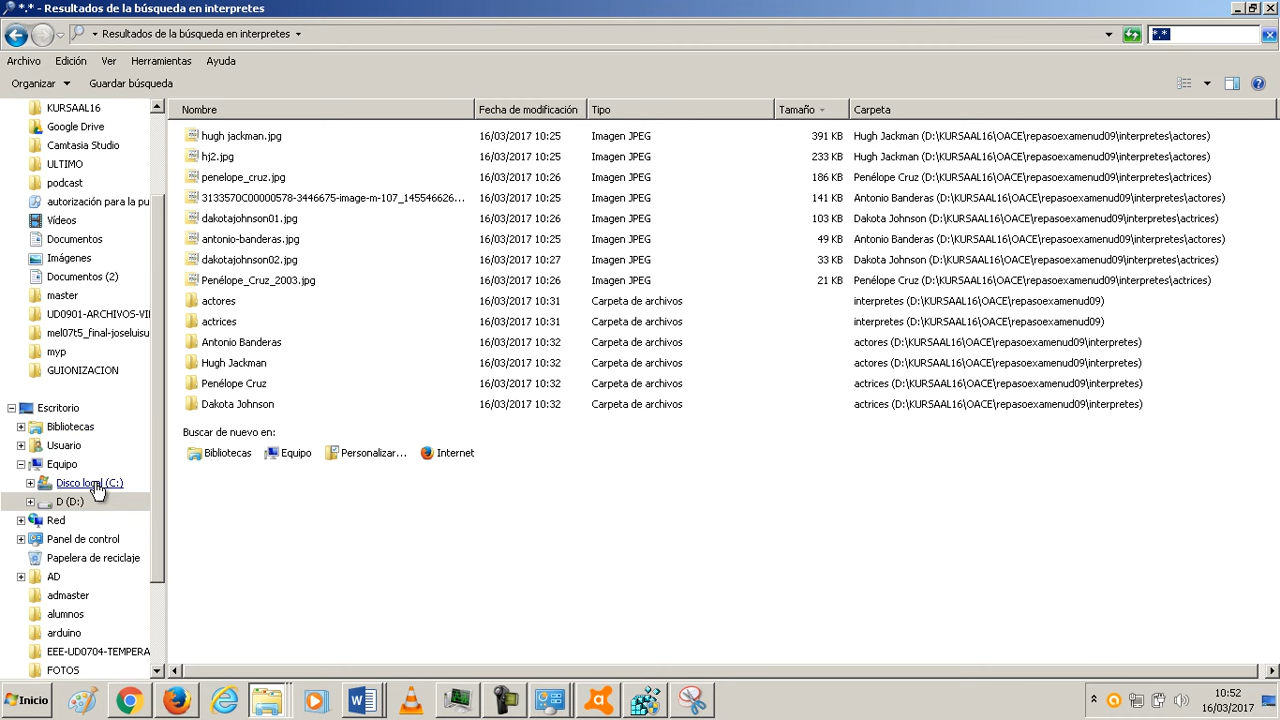 *.* - Resultados de la búsqueda en interpretes
Resultados de la búsqueda en interpretes
*.*
Archivo Edición Ver Herramientas Ayuda
Organizar Guardar búsqueda
KURSAAL16
Google Drive
Camtasia Studio
ULTIMO
podcast
autorización para la pu
Vídeos
Documentos
Imágenes
Documentos (2)
master
UD0901-ARCHIVOS-VI
mel07t5_final-joseluisu
myp
GUIONIZACION
Escritorio
Bibliotecas
Usuario
Equipo
Disco local (C:)
D (D:)
Red
Panel de control
Papelera de reciclaje
AD
admaster
alumnos
arduino
EEE-UD0704-TEMPERA
FOTOS
Nombre Fecha de modificación Tipo Tamaño Carpeta
hugh jackman.jpg 16/03/2017 10:25 Imagen JPEG 391 KB Hugh Jackman (D:\KURSAAL16\OACE\repasoexamenud09\interpretes\actores)
hj2.jpg 16/03/2017 10:25 Imagen JPEG 233 KB Hugh Jackman (D:\KURSAAL16\OACE\repasoexamenud09\interpretes\actores)
penelope_cruz.jpg 16/03/2017 10:26 Imagen JPEG 186 KB Penélope Cruz (D:\KURSAAL16\OACE\repasoexamenud09\interpretes\actrices)
3133570C00000578-3446675-image-m-107_145546626... 16/03/2017 10:25 Imagen JPEG 141 KB Antonio Banderas (D:\KURSAAL16\OACE\repasoexamenud09\interpretes\actores)
dakotajohnson01.jpg 16/03/2017 10:26 Imagen JPEG 103 KB Dakota Johnson (D:\KURSAAL16\OACE\repasoexamenud09\interpretes\actrices)
antonio-banderas.jpg 16/03/2017 10:25 Imagen JPEG 49 KB Antonio Banderas (D:\KURSAAL16\OACE\repasoexamenud09\interpretes\actores)
dakotajohnson02.jpg 16/03/2017 10:27 Imagen JPEG 33 KB Dakota Johnson (D:\KURSAAL16\OACE\repasoexamenud09\interpretes\actrices)
Penélope_Cruz_2003.jpg 16/03/2017 10:26 Imagen JPEG 21 KB Penélope Cruz (D:\KURSAAL16\OACE\repasoexamenud09\interpretes\actrices)
actores 16/03/2017 10:31 Carpeta de archivos interpretes (D:\KURSAAL16\OACE\repasoexamenud09)
actrices 16/03/2017 10:31 Carpeta de archivos interpretes (D:\KURSAAL16\OACE\repasoexamenud09)
Antonio Banderas 16/03/2017 10:32 Carpeta de archivos actores (D:\KURSAAL16\OACE\repasoexamenud09\interpretes)
Hugh Jackman 16/03/2017 10:32 Carpeta de archivos actores (D:\KURSAAL16\OACE\repasoexamenud09\interpretes)
Penélope Cruz 16/03/2017 10:32 Carpeta de archivos actrices (D:\KURSAAL16\OACE\repasoexamenud09\interpretes)
Dakota Johnson 16/03/2017 10:32 Carpeta de archivos actrices (D:\KURSAAL16\OACE\repasoexamenud09\interpretes)
Buscar de nuevo en:
Bibliotecas Equipo Personalizar... Internet
Inicio
10:52
16/03/2017